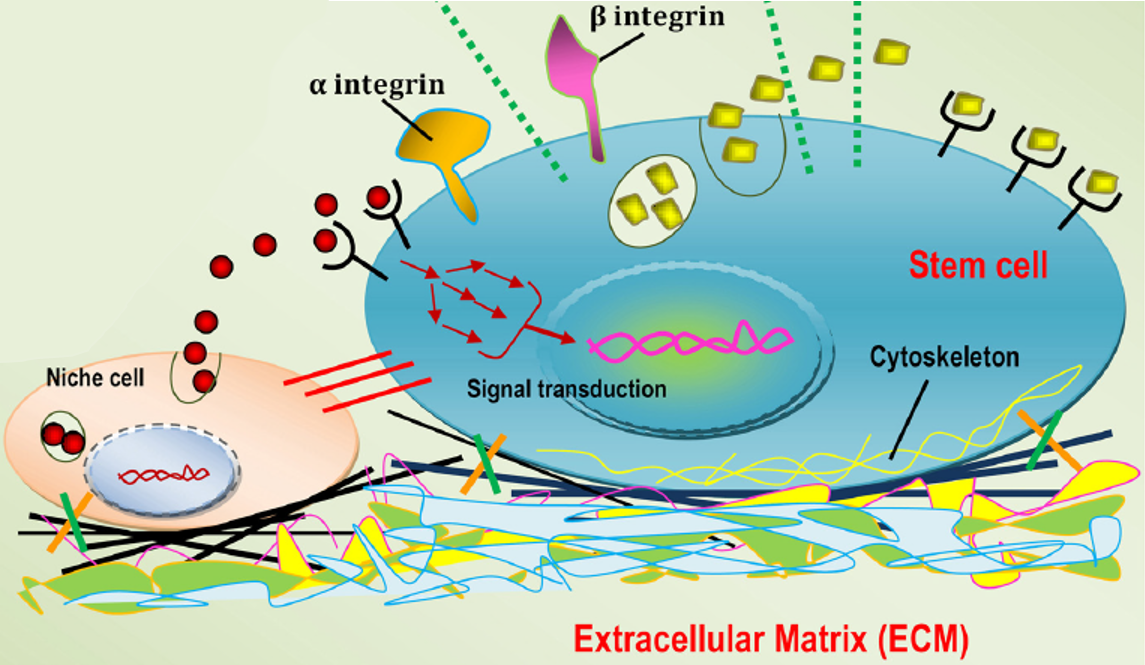 β integrin
α integrin
Stem cell
Niche cell
Cytoskeleton
Signal transduction
Extracellular Matrix (ECM)